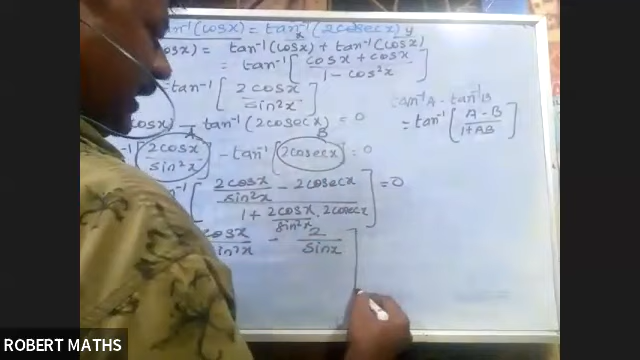 tan⁻¹(cosx) = tan⁻¹(2cosecx) y
x
cosx) = tan⁻¹(cosx) + tan⁻¹(cosx)
= tan⁻¹[cosx + cosx / 1 - cos²x]
tan⁻¹[2cosx / sin²x]
tan⁻¹A - tan⁻¹B
cosx) - tan⁻¹(2cosecx) = 0
= tan⁻¹[A - B / 1 + AB]
A B
[2cosx / sin²x] - tan⁻¹[2cosecx] = 0
[2cosx / sin²x - 2cosecx / 1 + 2cosx / sin²x . 2cosecx] = 0
cosx / sin²x - 2 / sinx
ROBERT MATHS